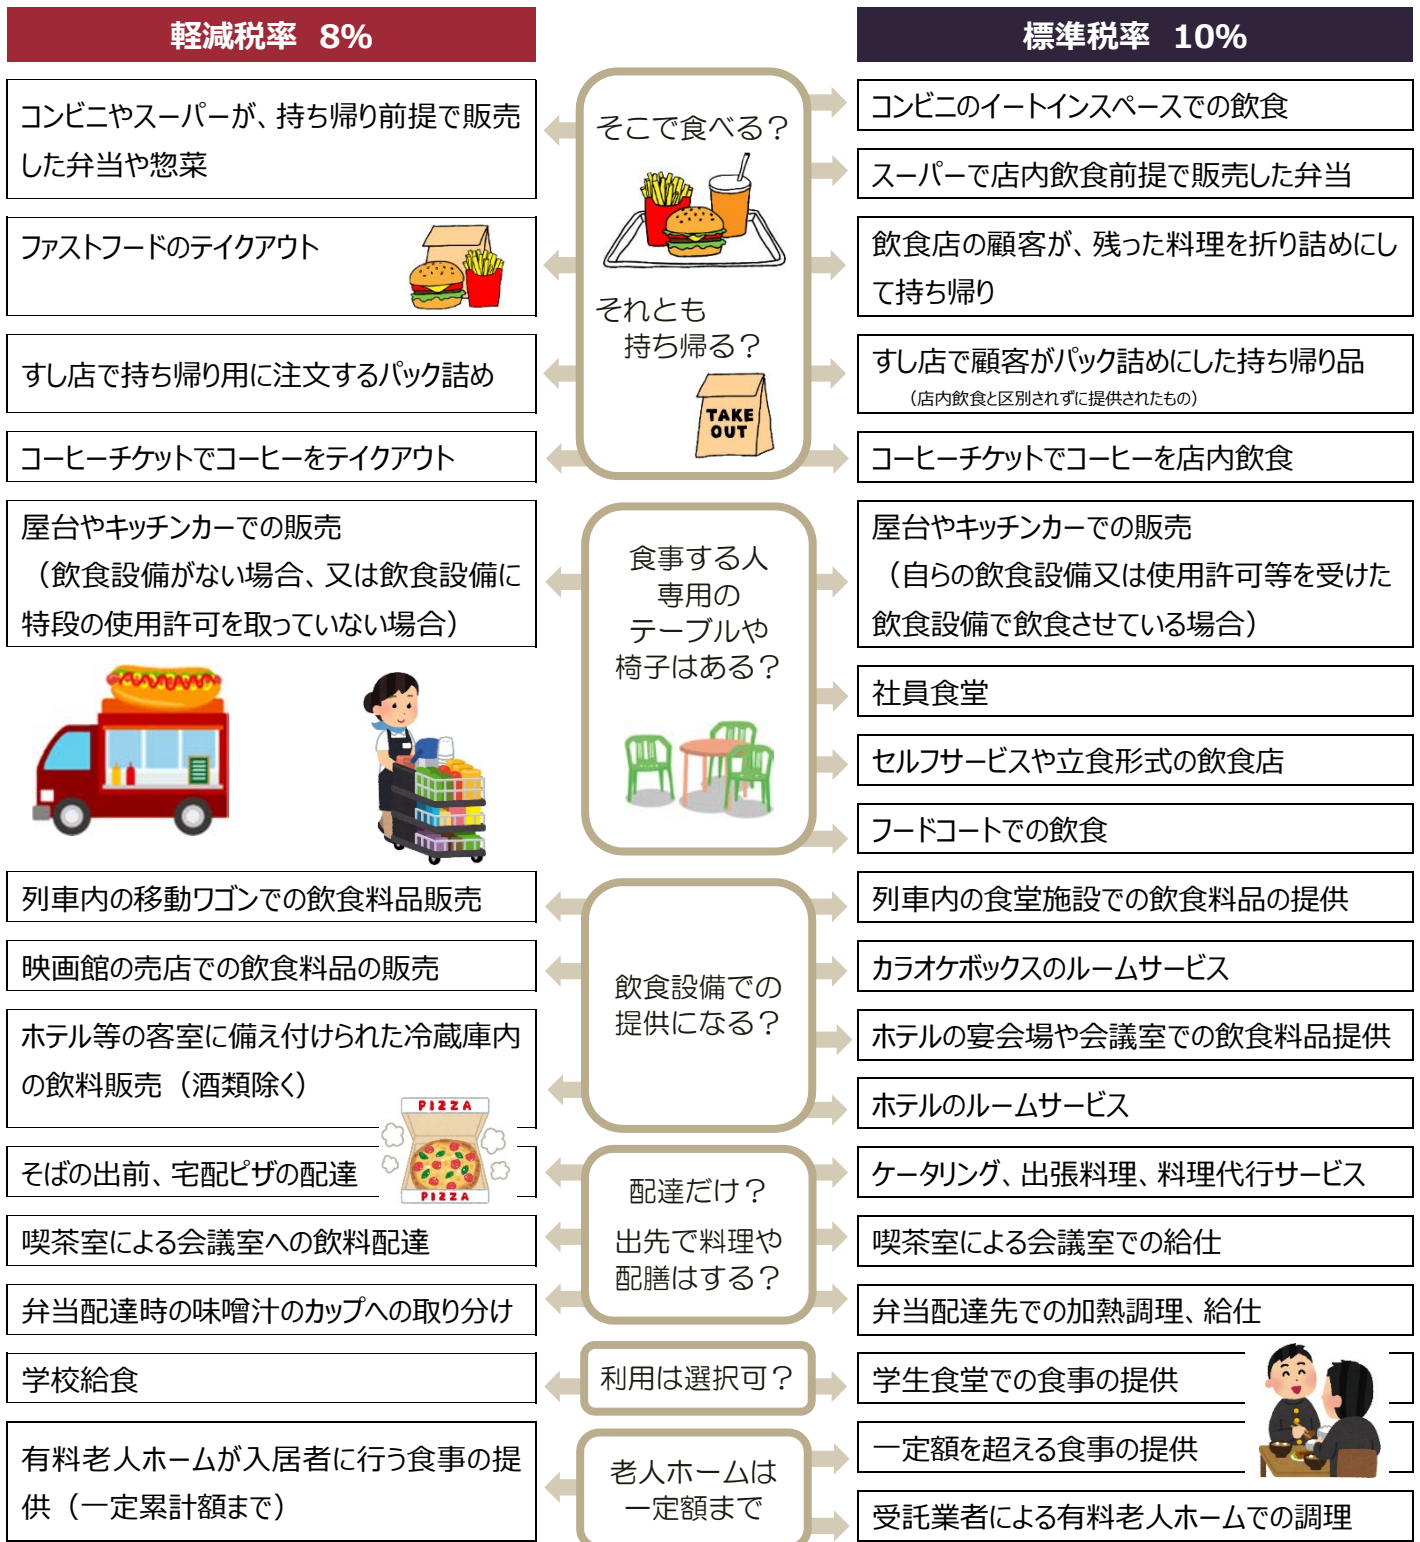 軽減税率 8%
標準税率 10%
コンビニやスーパーが、持ち帰り前提で販売
した弁当や惣菜
ファストフードのテイクアウト
すし店で持ち帰り用に注文するパック詰め
コーヒーチケットでコーヒーをテイクアウト
そこで食べる？
それとも
持ち帰る？
TAKE
OUT
コンビニのイートインスペースでの飲食
スーパーで店内飲食前提で販売した弁当
飲食店の顧客が、残った料理を折り詰めにし
て持ち帰り
すし店で顧客がパック詰めにした持ち帰り品
（店内飲食と区別されずに提供されたもの）
コーヒーチケットでコーヒーを店内飲食
屋台やキッチンカーでの販売
（飲食設備がない場合、又は飲食設備に
特段の使用許可を取っていない場合）
食事する人
専用の
テーブルや
椅子はある？
屋台やキッチンカーでの販売
（自らの飲食設備又は使用許可等を受けた
飲食設備で飲食させている場合）
社員食堂
セルフサービスや立食形式の飲食店
フードコートでの飲食
列車内の移動ワゴンでの飲食料品販売
映画館の売店での飲食料品の販売
ホテル等の客室に備え付けられた冷蔵庫内
の飲料販売（酒類除く）
飲食設備での
提供になる？
列車内の食堂施設での飲食料品の提供
カラオケボックスのルームサービス
ホテルの宴会場や会議室での飲食料品提供
ホテルのルームサービス
PIZZA
PIZZA
そばの出前、宅配ピザの配達
喫茶室による会議室への飲料配達
弁当配達時の味噌汁のカップへの取り分け
配達だけ？
出先で料理や
配膳はする？
ケータリング、出張料理、料理代行サービス
喫茶室による会議室での給仕
弁当配達先での加熱調理、給仕
学校給食
利用は選択可？
学生食堂での食事の提供
有料老人ホームが入居者に行う食事の提
供（一定累計額まで）
老人ホームは
一定額まで
一定額を超える食事の提供
受託業者による有料老人ホームでの調理